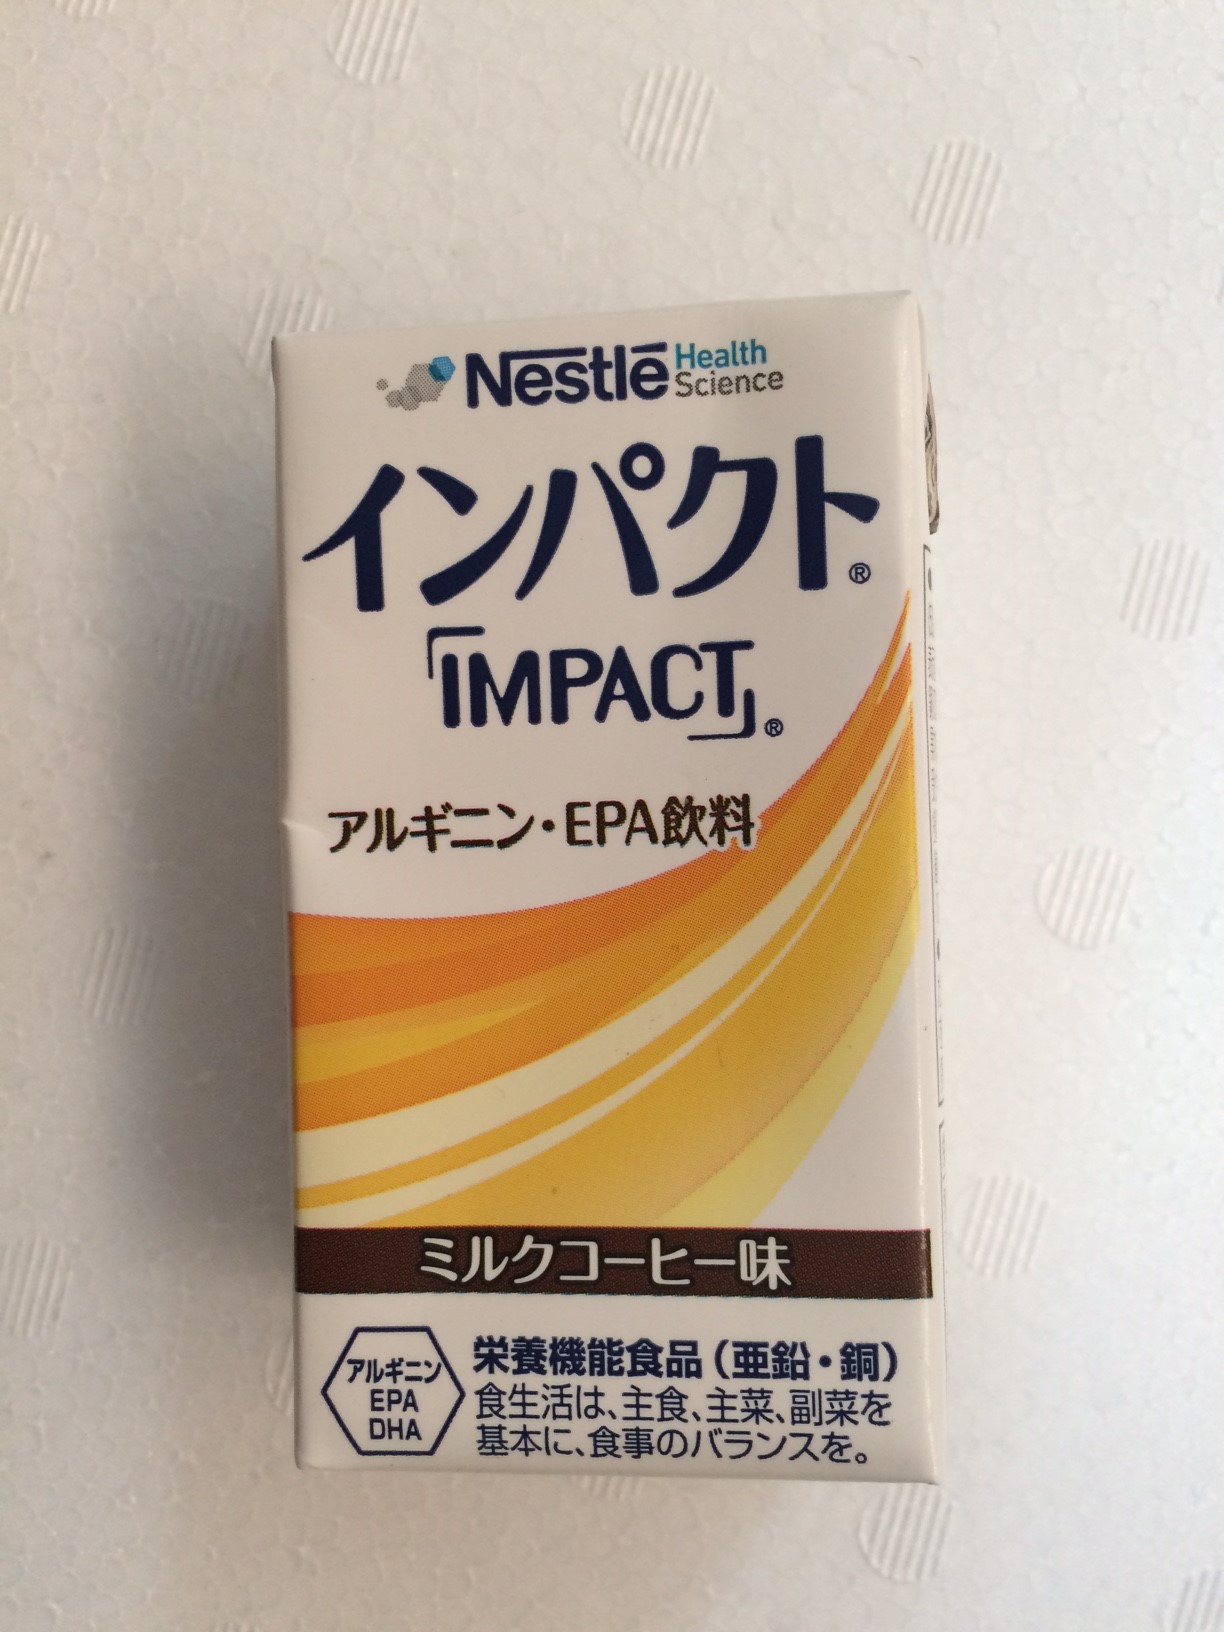 Nestlé Health Science
インパクト®
「IMPACT」®
アルギニン・EPA飲料
ミルクコーヒー味
アルギニン
EPA
DHA
栄養機能食品(亜鉛・銅)
食生活は、主食、主菜、副菜を
基本に、食事のバランスを。